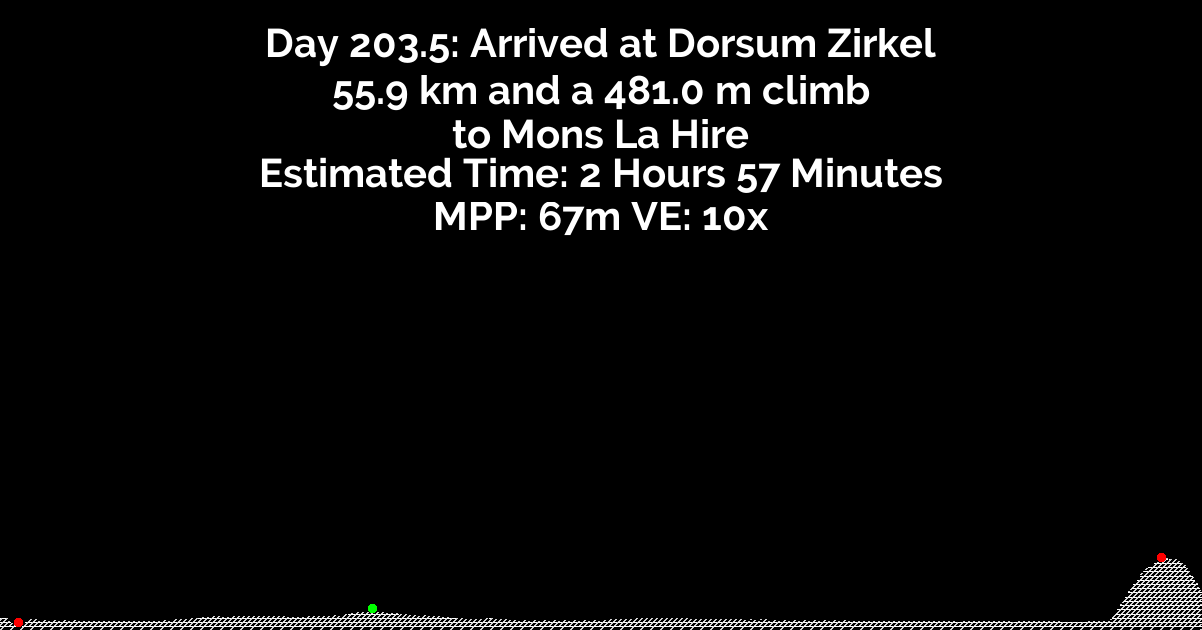 Day 203.5: Arrived at Dorsum Zirkel
55.9 km and a 481.0 m climb
to Mons La Hire
Estimated Time: 2 Hours 57 Minutes
MPP: 67m VE: 10x